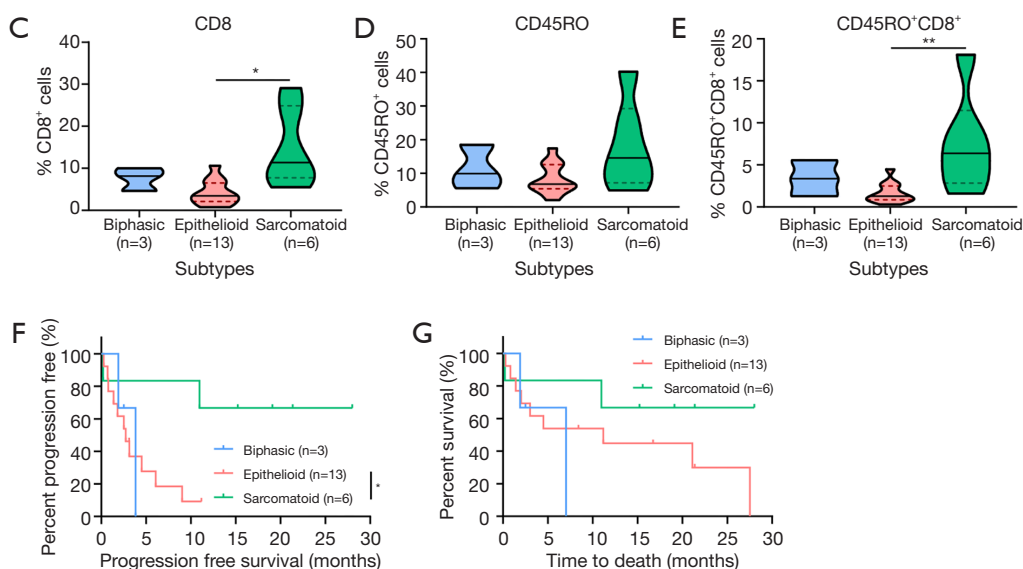 C
CD8
% CD8+ cells
40
30
20
10
0
*
Biphasic (n=3)
Epithelioid (n=13)
Sarcomatoid (n=6)
Subtypes
D
CD45RO
% CD45RO+ cells
50
40
30
20
10
0
Biphasic (n=3)
Epithelioid (n=13)
Sarcomatoid (n=6)
Subtypes
E
CD45RO+CD8+
% CD45RO+CD8+ cells
20
15
10
5
0
**
Biphasic (n=3)
Epithelioid (n=13)
Sarcomatoid (n=6)
Subtypes
F
Percent progression free (%)
100
80
60
40
20
0
Biphasic (n=3)
Epithelioid (n=13)
Sarcomatoid (n=6)
*
0 5 10 15 20 25 30
Progression free survival (months)
G
Percent survival (%)
100
80
60
40
20
0
Biphasic (n=3)
Epithelioid (n=13)
Sarcomatoid (n=6)
0 5 10 15 20 25 30
Time to death (months)